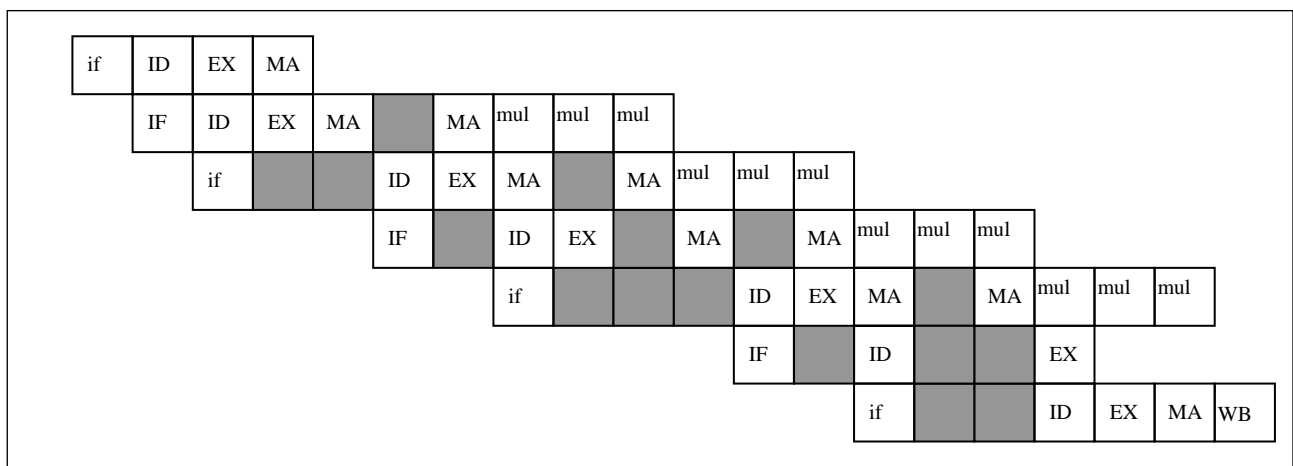 if ID EX MA
IF ID EX MA MA mul mul mul
if ID EX MA MA mul mul mul
IF ID EX MA MA mul mul mul
if ID EX MA MA mul mul mul
IF ID EX
if ID EX MA WB